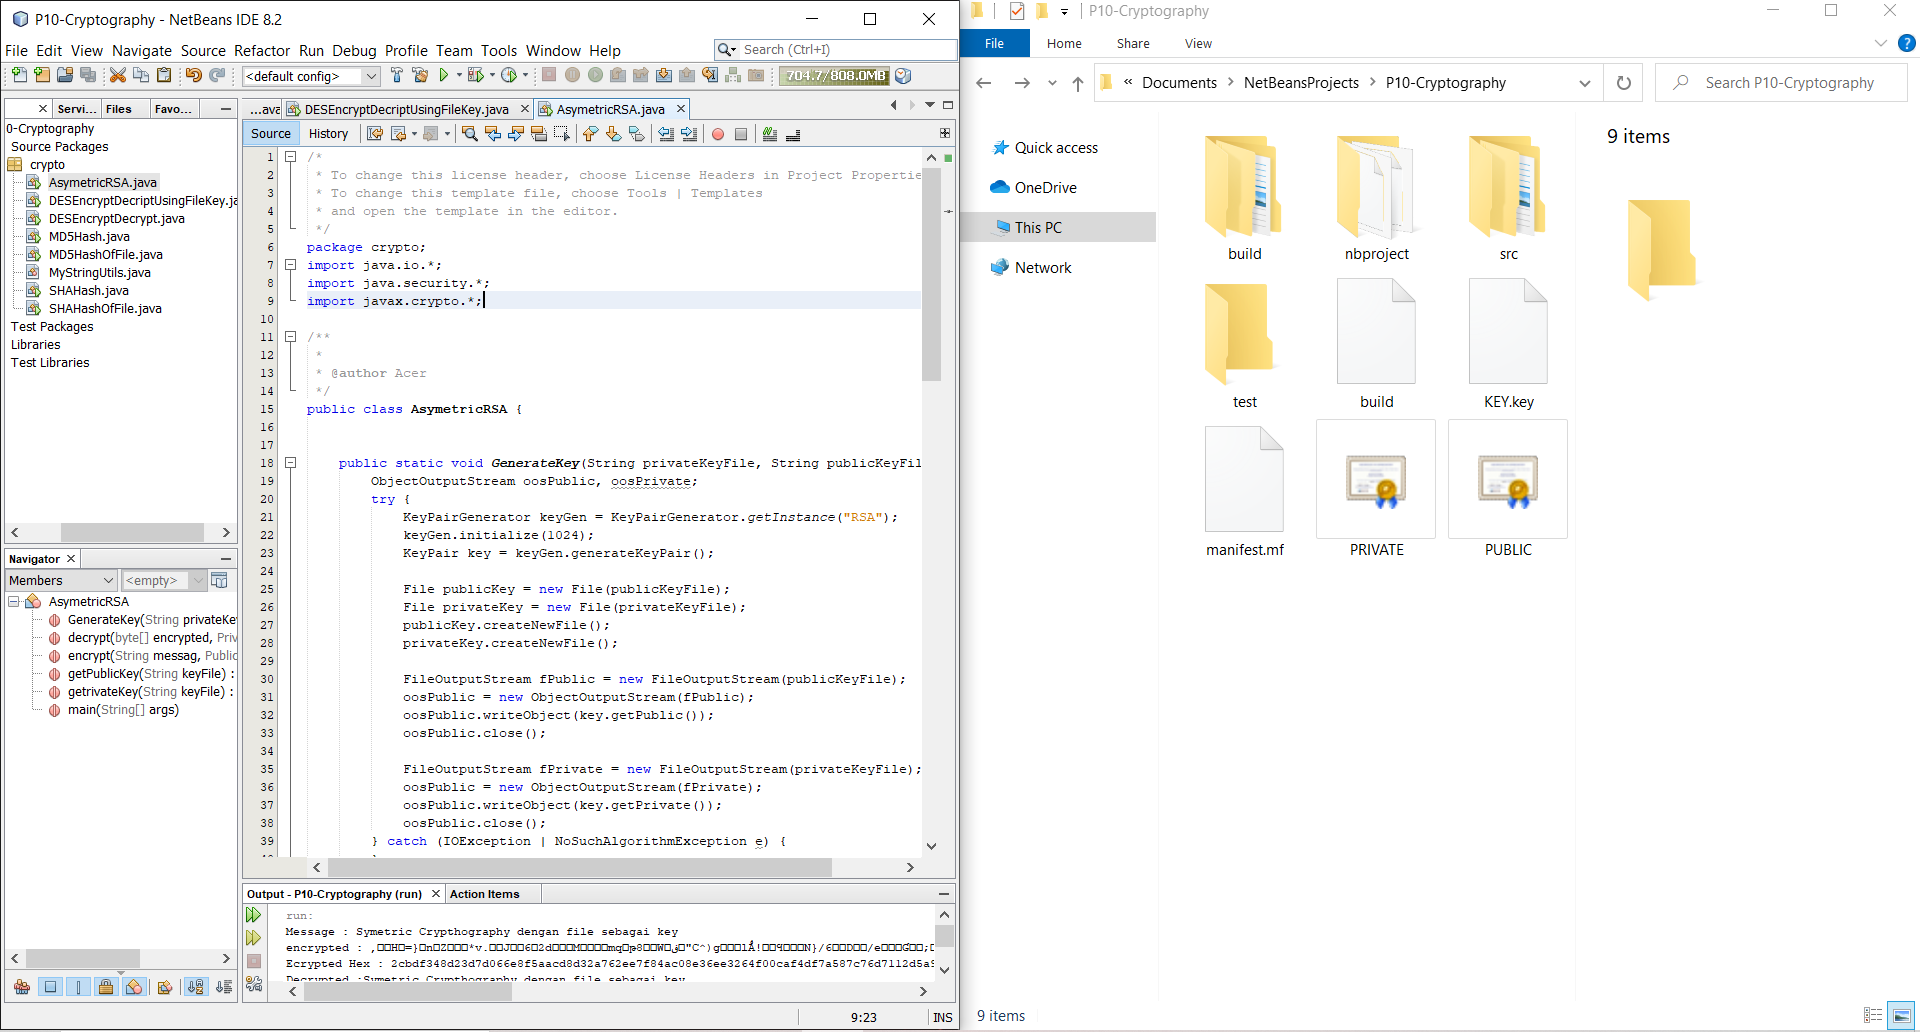 P10-Cryptography - NetBeans IDE 8.2
File Edit View Navigate Source Refactor Run Debug Profile Team Tools Window Help
Search (Ctrl+I)
<default config>
704.7/808.0MB
Servi... Files Favo...
0-Cryptography
Source Packages
crypto
AsymetricRSA.java
DESEncryptDecriptUsingFileKey.ja
DESEncryptDecrypt.java
MD5Hash.java
MD5HashOfFile.java
MyStringUtils.java
SHAHash.java
SHAHashOfFile.java
Test Packages
Libraries
Test Libraries
Navigator
Members <empty>
AsymetricRSA
GenerateKey(String privateKe
decrypt(byte[] encrypted, Priv
encrypt(String messag, Public
getPublicKey(String keyFile) :
getrivateKey(String keyFile) :
main(String[] args)
...ava DESEncryptDecriptUsingFileKey.java AsymetricRSA.java
Source History
1 /*
2 * To change this license header, choose License Headers in Project Propertie
3 * To change this template file, choose Tools | Templates
4 * and open the template in the editor.
5 */
6 package crypto;
7 import java.io.*;
8 import java.security.*;
9 import javax.crypto.*;
10
11 /**
12 *
13 * @author Acer
14 */
15 public class AsymetricRSA {
16
17
18 public static void GenerateKey(String privateKeyFile, String publicKeyFil
19 ObjectOutputStream oosPublic, oosPrivate;
20 try {
21 KeyPairGenerator keyGen = KeyPairGenerator.getInstance("RSA");
22 keyGen.initialize(1024);
23 KeyPair key = keyGen.generateKeyPair();
24
25 File publicKey = new File(publicKeyFile);
26 File privateKey = new File(privateKeyFile);
27 publicKey.createNewFile();
28 privateKey.createNewFile();
29
30 FileOutputStream fPublic = new FileOutputStream(publicKeyFile);
31 oosPublic = new ObjectOutputStream(fPublic);
32 oosPublic.writeObject(key.getPublic());
33 oosPublic.close();
34
35 FileOutputStream fPrivate = new FileOutputStream(privateKeyFile);
36 oosPublic = new ObjectOutputStream(fPrivate);
37 oosPublic.writeObject(key.getPrivate());
38 oosPublic.close();
39 } catch (IOException | NoSuchAlgorithmException e) {
Output - P10-Cryptography (run) Action Items
run:
Message : Symetric Crypthography dengan file sebagai key
encrypted :
Ecrypted Hex : 2cbdf348d23d7d066e8f5aacd8d32a762ee7f84ac08e36ee3264f00caf4df7a587c76d7112d5a9
Decrypted :Symetric Crypthography dengan file sebagai key
9:23 INS
P10-Cryptography
File Home Share View
« Documents NetBeansProjects P10-Cryptography
Search P10-Cryptography
Quick access
OneDrive
This PC
Network
build nbproject src
test build KEY.key
manifest.mf PRIVATE PUBLIC
9 items
9 items